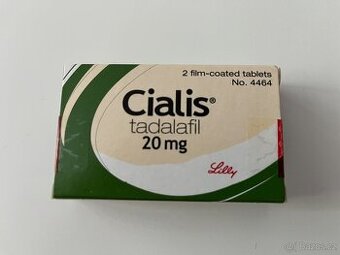 2 film-coated tablets
No. 4464
Cialis®
tadalafil
20 mg
Lilly